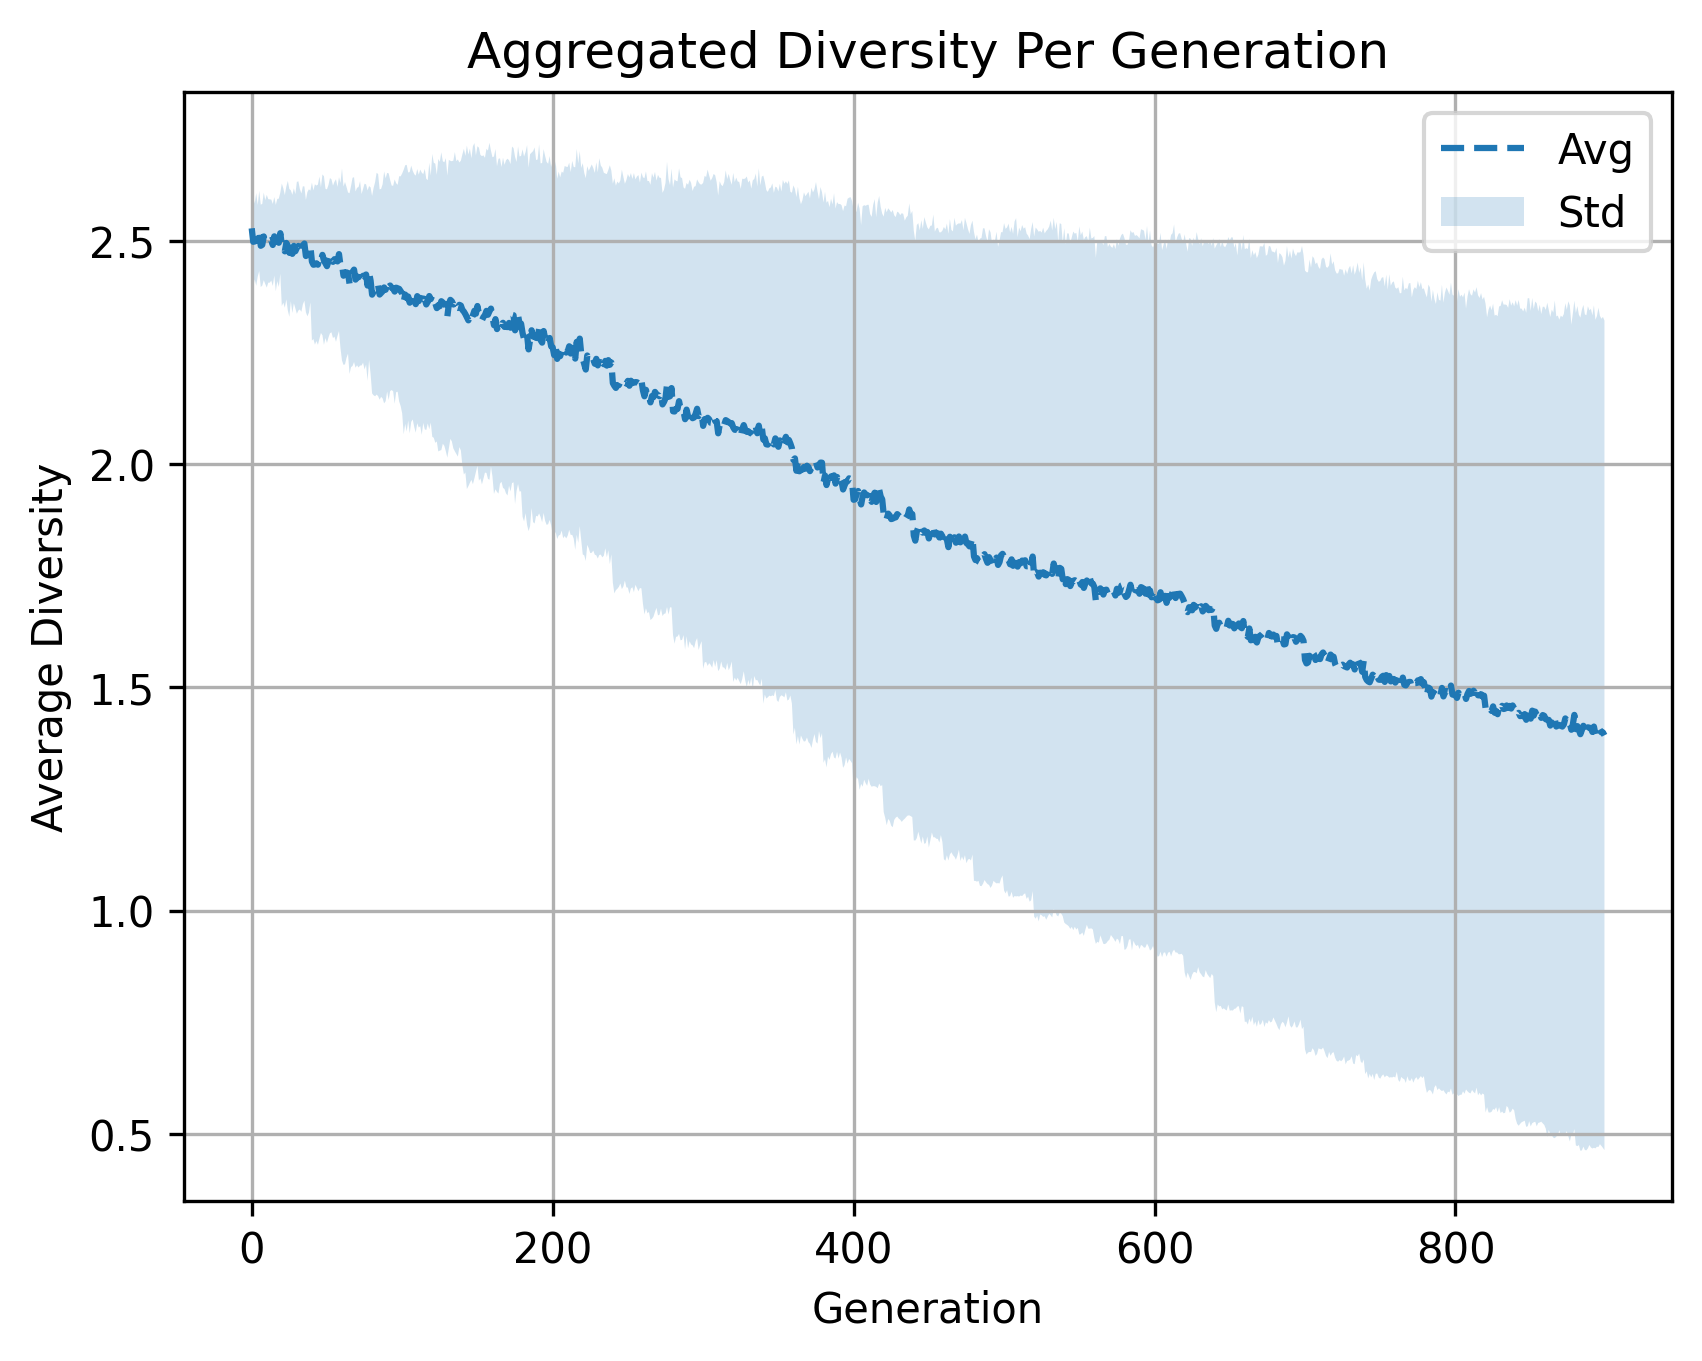 Aggregated Diversity Per Generation
Avg
Std
Average Diversity
2.5
2.0
1.5
1.0
0.5
0 200 400 600 800
Generation